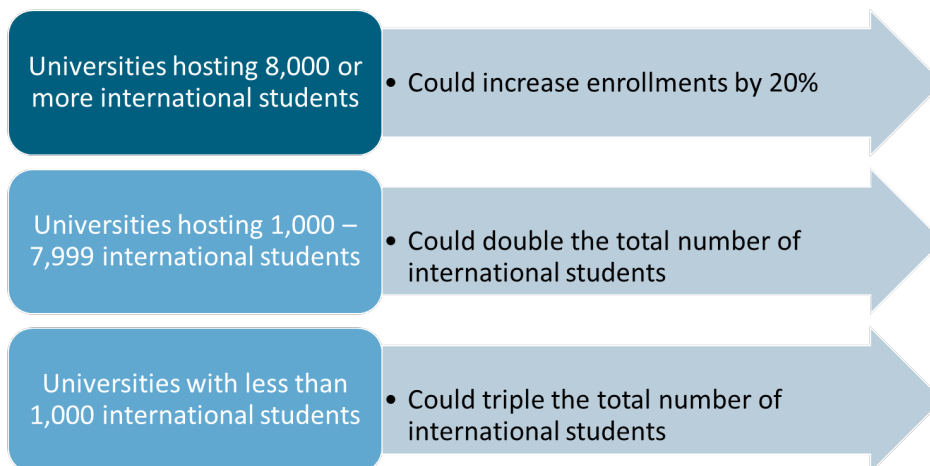 Universities hosting 8,000 or
more international students
• Could increase enrollments by 20%
Universities hosting 1,000 –
7,999 international students
• Could double the total number of
international students
Universities with less than
1,000 international students
• Could triple the total number of
international students